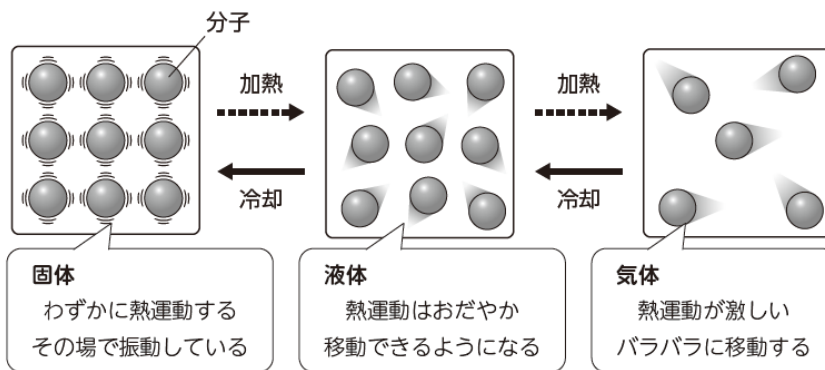 分子
加熱
冷却
加熱
冷却
固体
わずかに熱運動する
その場で振動している
液体
熱運動はおだやか
移動できるようになる
気体
熱運動が激しい
バラバラに移動する